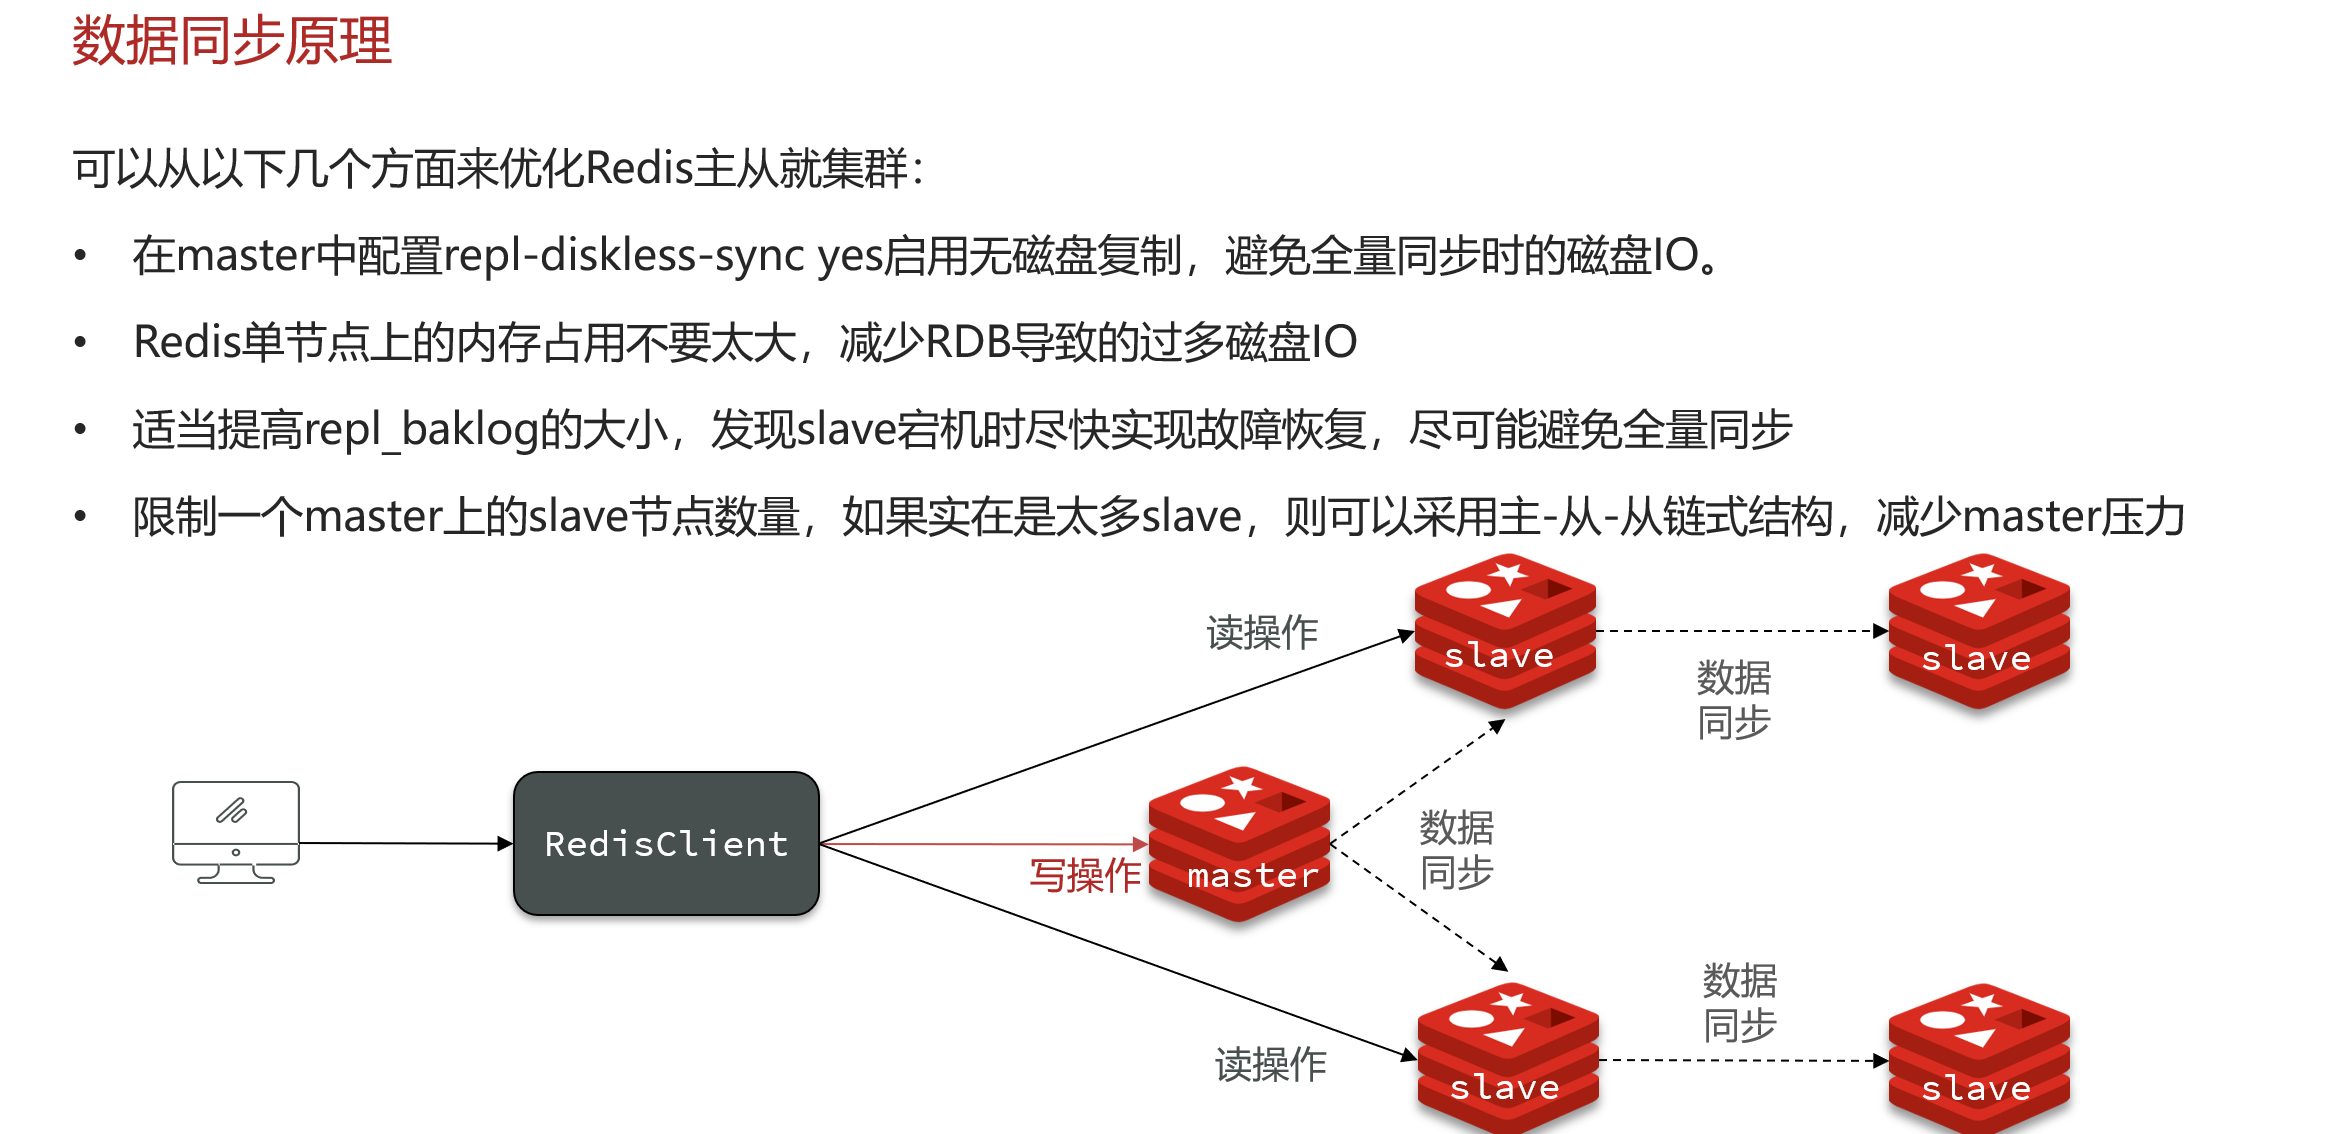 数据同步原理
可以从以下几个方面来优化Redis主从就集群：
• 在master中配置repl-diskless-sync yes启用无磁盘复制，避免全量同步时的磁盘IO。
• Redis单节点上的内存占用不要太大，减少RDB导致的过多磁盘IO
• 适当提高repl_baklog的大小，发现slave宕机时尽快实现故障恢复，尽可能避免全量同步
• 限制一个master上的slave节点数量，如果实在是太多slave，则可以采用主-从-从链式结构，减少master压力
读操作
slave
slave
数据
同步
RedisClient
写操作
master
数据
同步
读操作
slave
数据
同步
slave